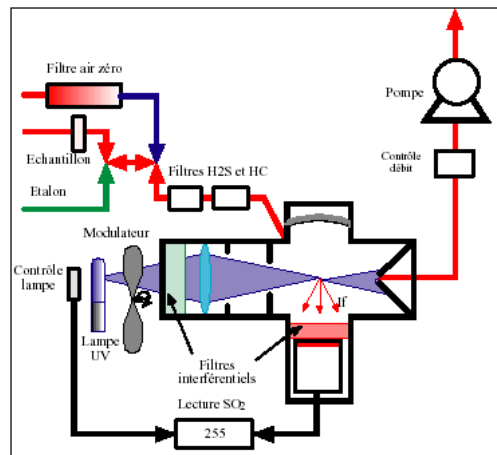 Filtre air zéro
Echantillon
Etalon
Filtres H2S et HC
Pompe
Contrôle
débit
Modulateur
Contrôle
lampe
Lampe
UV
If
Filtres
interférentiels
Lecture SO₂
255